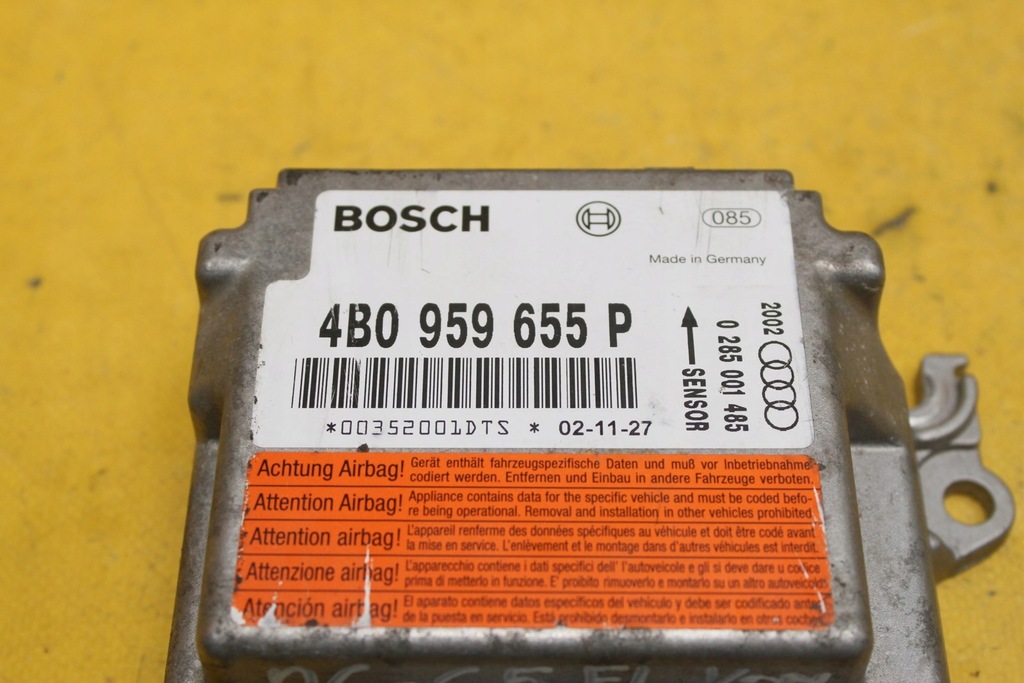 BOSCH
085
Made in Germany
4B0 959 655 P
*00352001DTS * 02-11-27
SENSOR
0 285 001 485
2002
Achtung Airbag! Gerät enthält fahrzeugspezifische Daten und muß vor Inbetriebnahme
codiert werden. Entfernen und Einbau in andere Fahrzeuge verboten.
Attention Airbag! Appliance contains data for the specific vehicle and must be coded befo-
re being operational. Removal and installation in other vehicles prohibited.
Attention airbag! L'appareil renferme des données spécifiques au véhicule et doit être codé avant
la mise en service. L'enlèvement et le montage dans d'autres véhicules est interdit.
Attenzione airbag! L'apparecchio contiene i dati specifici dell' l'autoveicole e gli si deve dare u codice
prima di metterlo in funzione. E' proibito rimuoverlo e montarlo su un altro autoveicolo
Atención airbag! El aparato contiene datos específicos del vehículo y debe ser codificado antes
de la puesta en servicio. Está prohibido desmontarlo e instalarlo en otros coches